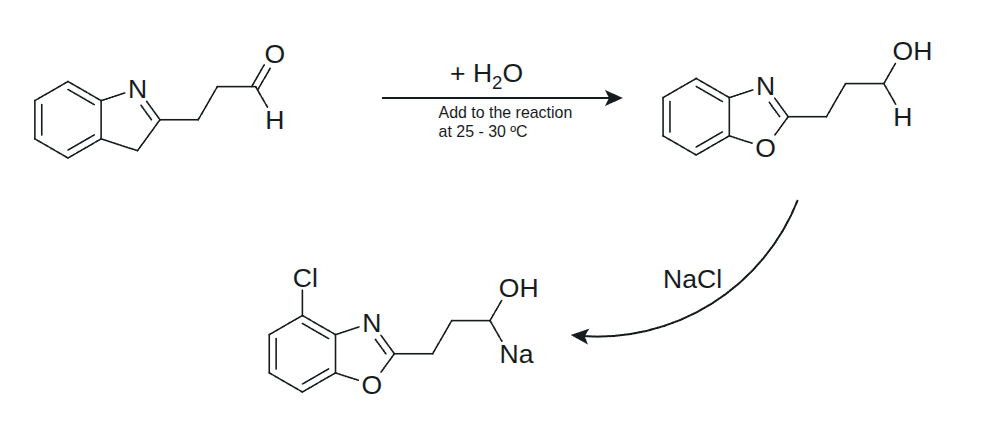 O
N
H
+ H₂O
Add to the reaction
at 25 - 30 ºC
OH
N
H
O
NaCl
Cl
OH
N
Na
O